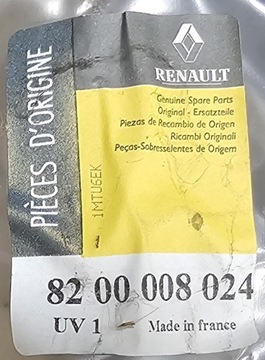 PIÈCES D'ORIGINE
RENAULT
Genuine Spare Parts
Original - Ersatzteile
Piezas de Recambio de Origen
Ricambi Originali
Peças-Sobresselentes de Origem
1MTU6EK
82 00 008 024
UV 1 Made in france